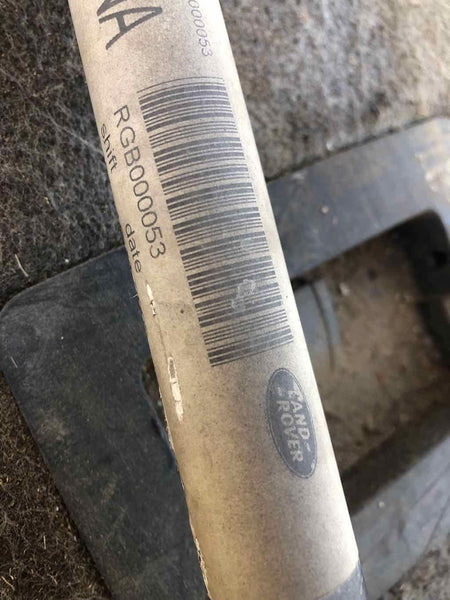 NA
000053
RGB000053
shift date
LAND-
-ROVER